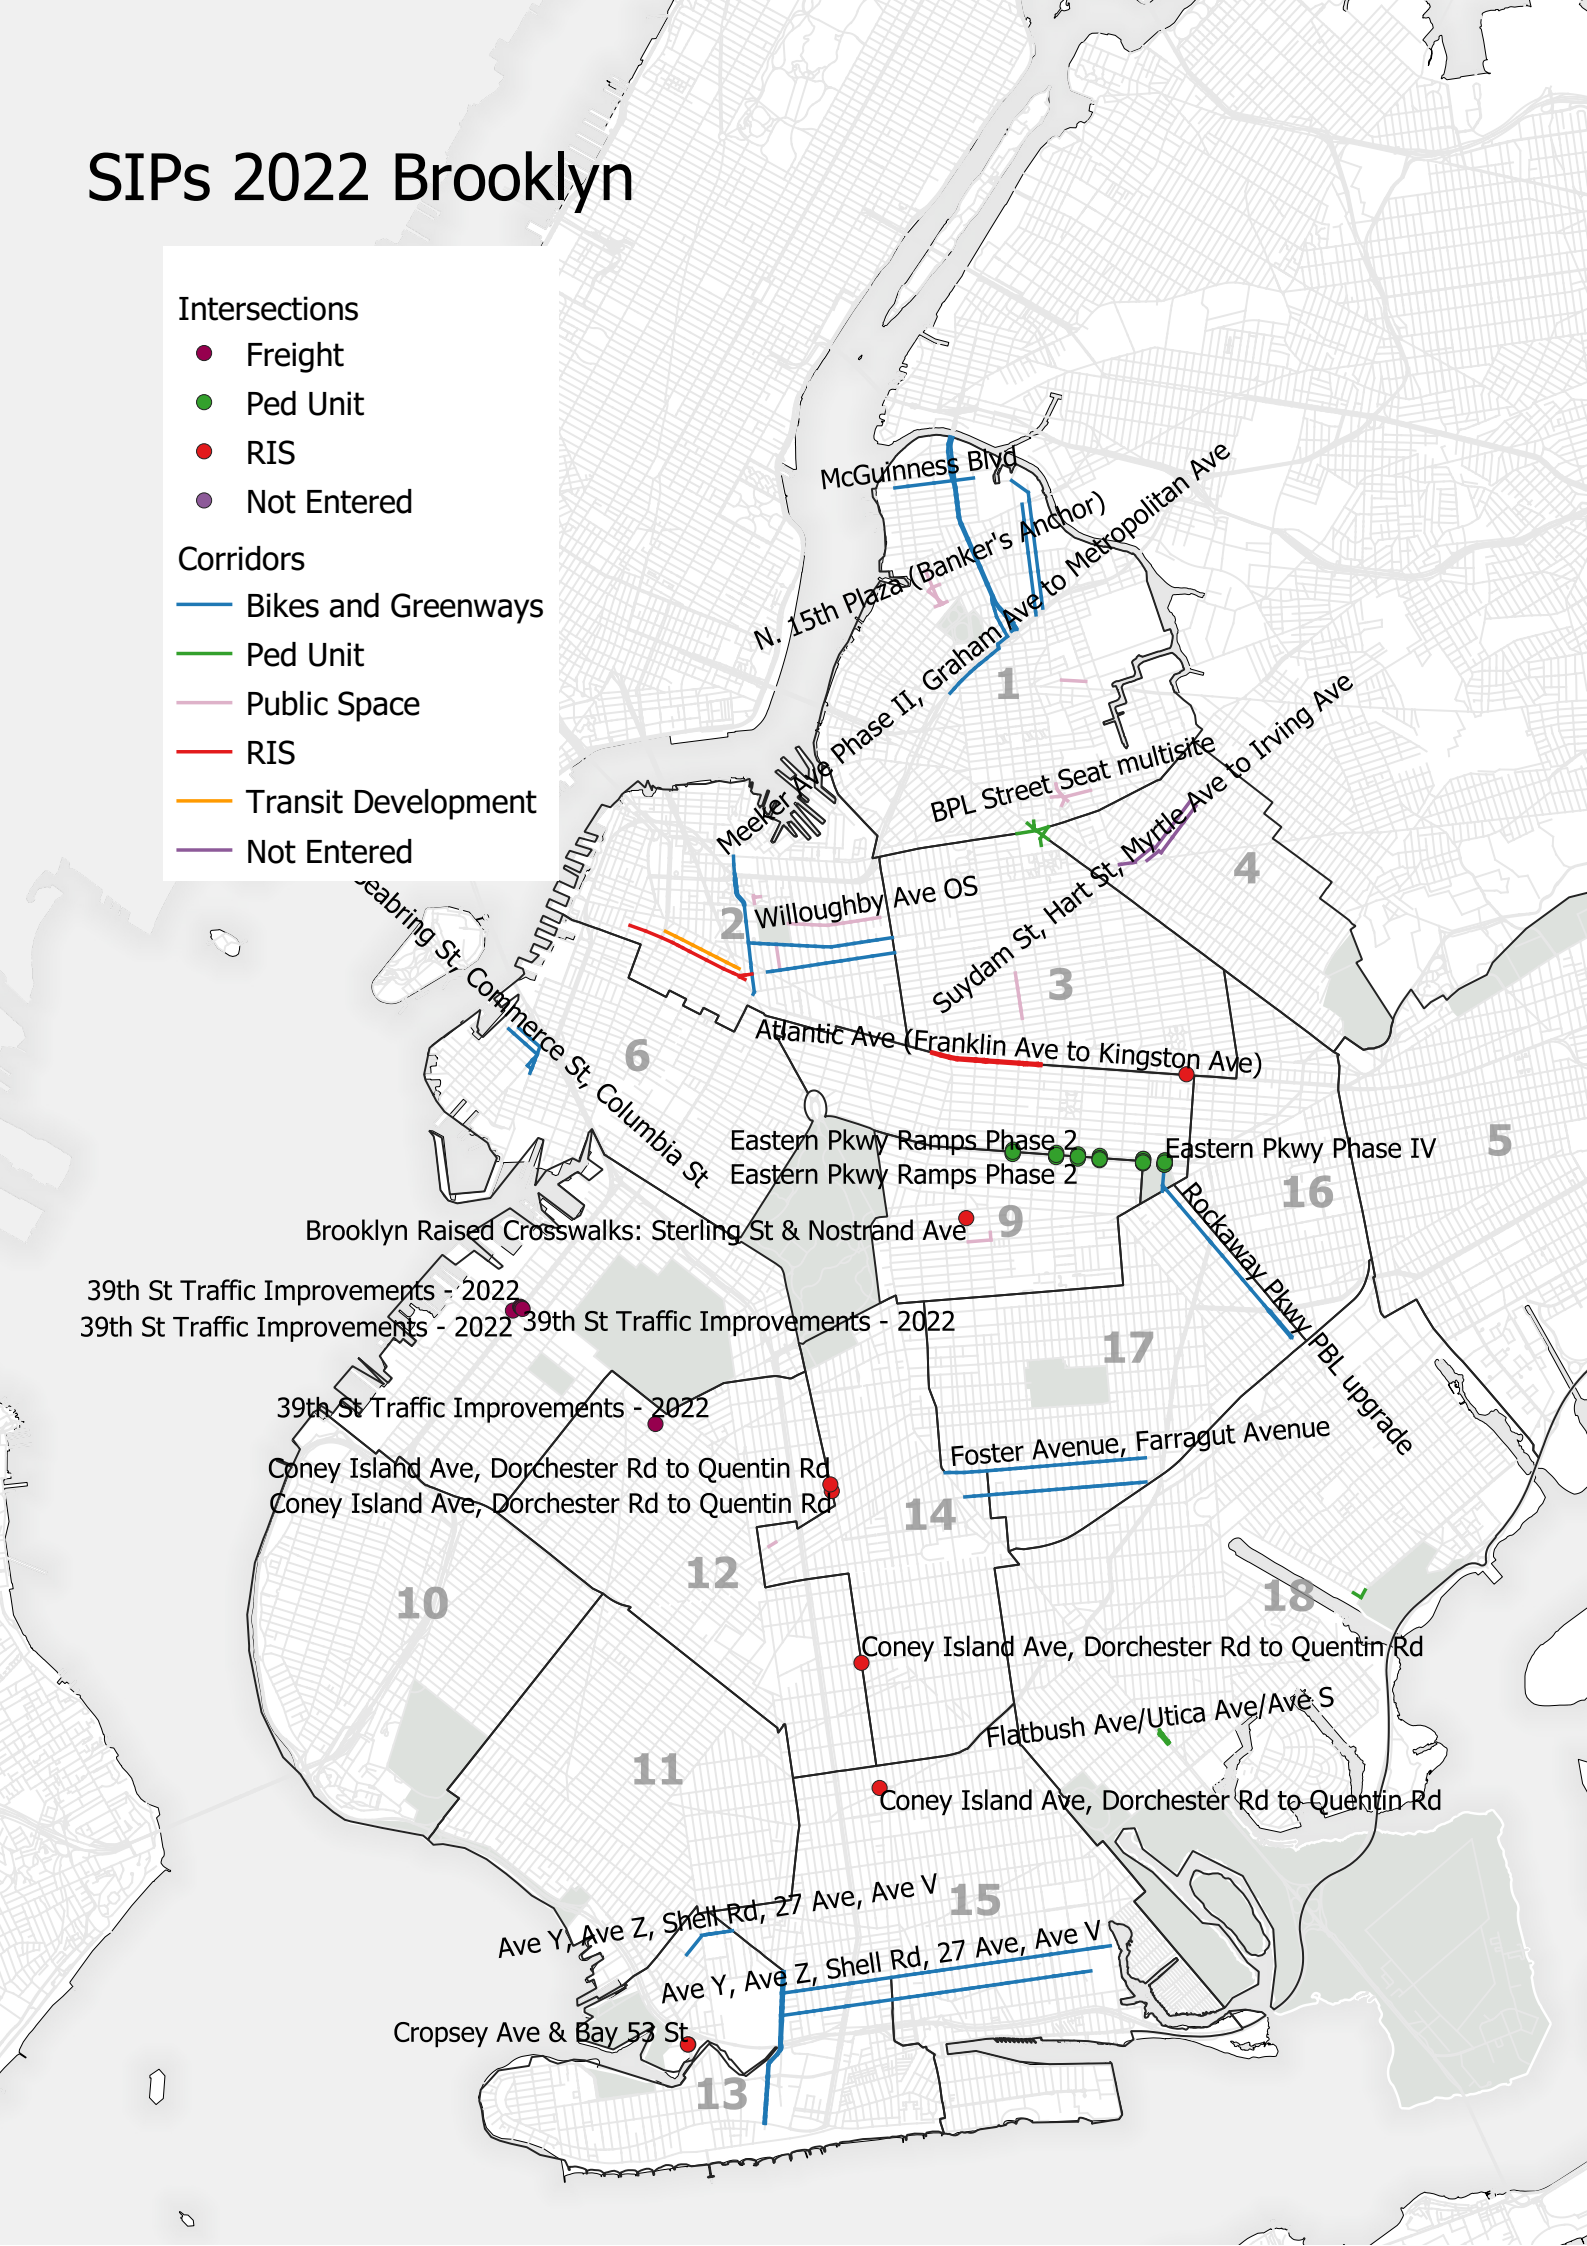 SIPs 2022 Brooklyn
Intersections
Freight
Ped Unit
RIS
Not Entered
Corridors
Bikes and Greenways
Ped Unit
Public Space
RIS
Transit Development
Not Entered
McGuinness Blvd
N. 15th Plaza (Banker's Anchor)
Meeker Ave Phase II, Graham Ave to Metropolitan Ave
1
BPL Street Seat multisite
Suydam St, Hart St, Myrtle Ave to Irving Ave
4
Willoughby Ave OS
2
3
Seabring St, Commerce St, Columbia St
6
Atlantic Ave (Franklin Ave to Kingston Ave)
Eastern Pkwy Ramps Phase 2
Eastern Pkwy Phase IV
5
Eastern Pkwy Ramps Phase 2
16
Rockaway Pkwy PBL upgrade
9
Brooklyn Raised Crosswalks: Sterling St & Nostrand Ave
39th St Traffic Improvements - 2022
39th St Traffic Improvements - 2022
39th St Traffic Improvements - 2022
17
39th St Traffic Improvements - 2022
Foster Avenue, Farragut Avenue
Coney Island Ave, Dorchester Rd to Quentin Rd
Coney Island Ave, Dorchester Rd to Quentin Rd
14
12
10
18
Coney Island Ave, Dorchester Rd to Quentin Rd
Flatbush Ave/Utica Ave/Ave S
11
Coney Island Ave, Dorchester Rd to Quentin Rd
15
Ave Y, Ave Z, Shell Rd, 27 Ave, Ave V
Ave Y, Ave Z, Shell Rd, 27 Ave, Ave V
Cropsey Ave & Bay 53 St
13